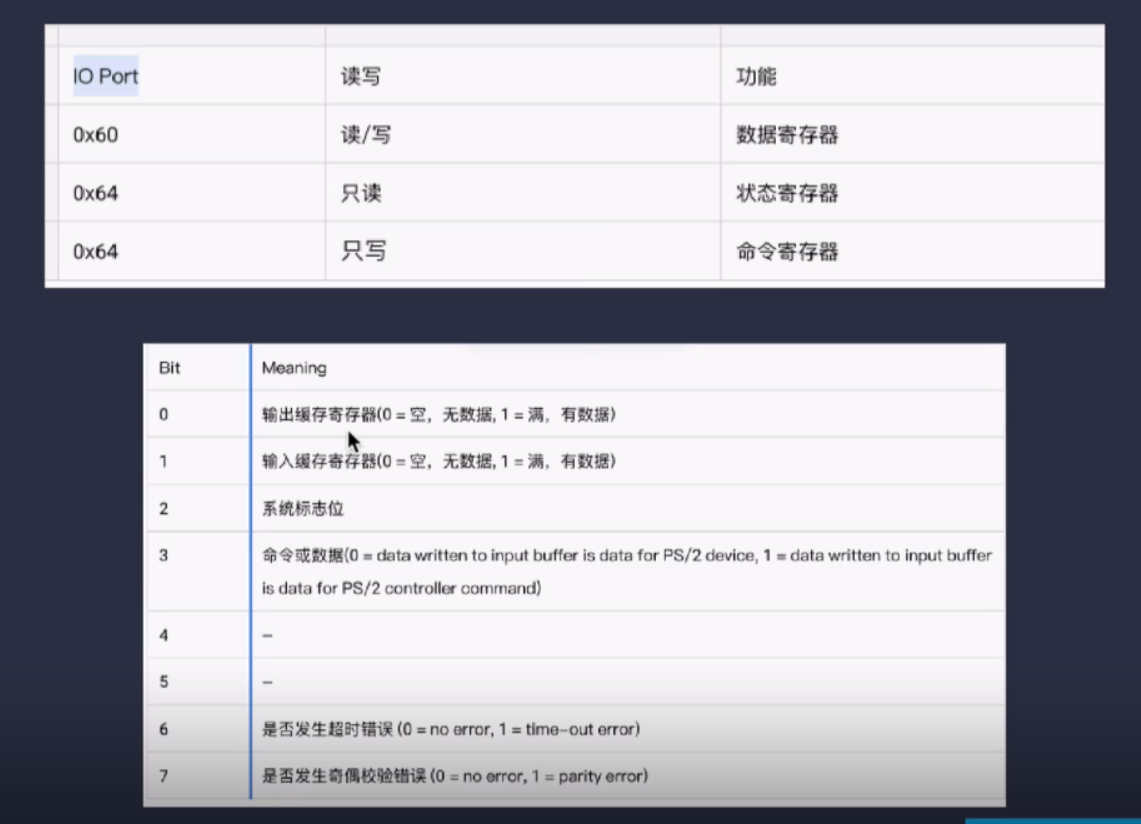 IO Port 读写 功能
0x60 读/写 数据寄存器
0x64 只读 状态寄存器
0x64 只写 命令寄存器
Bit Meaning
0 输出缓存寄存器(0 = 空，无数据, 1 = 满，有数据)
1 输入缓存寄存器(0 = 空，无数据, 1 = 满，有数据)
2 系统标志位
3 命令或数据(0 = data written to input buffer is data for PS/2 device, 1 = data written to input buffer
is data for PS/2 controller command)
4 –
5 –
6 是否发生超时错误 (0 = no error, 1 = time-out error)
7 是否发生奇偶校验错误 (0 = no error, 1 = parity error)